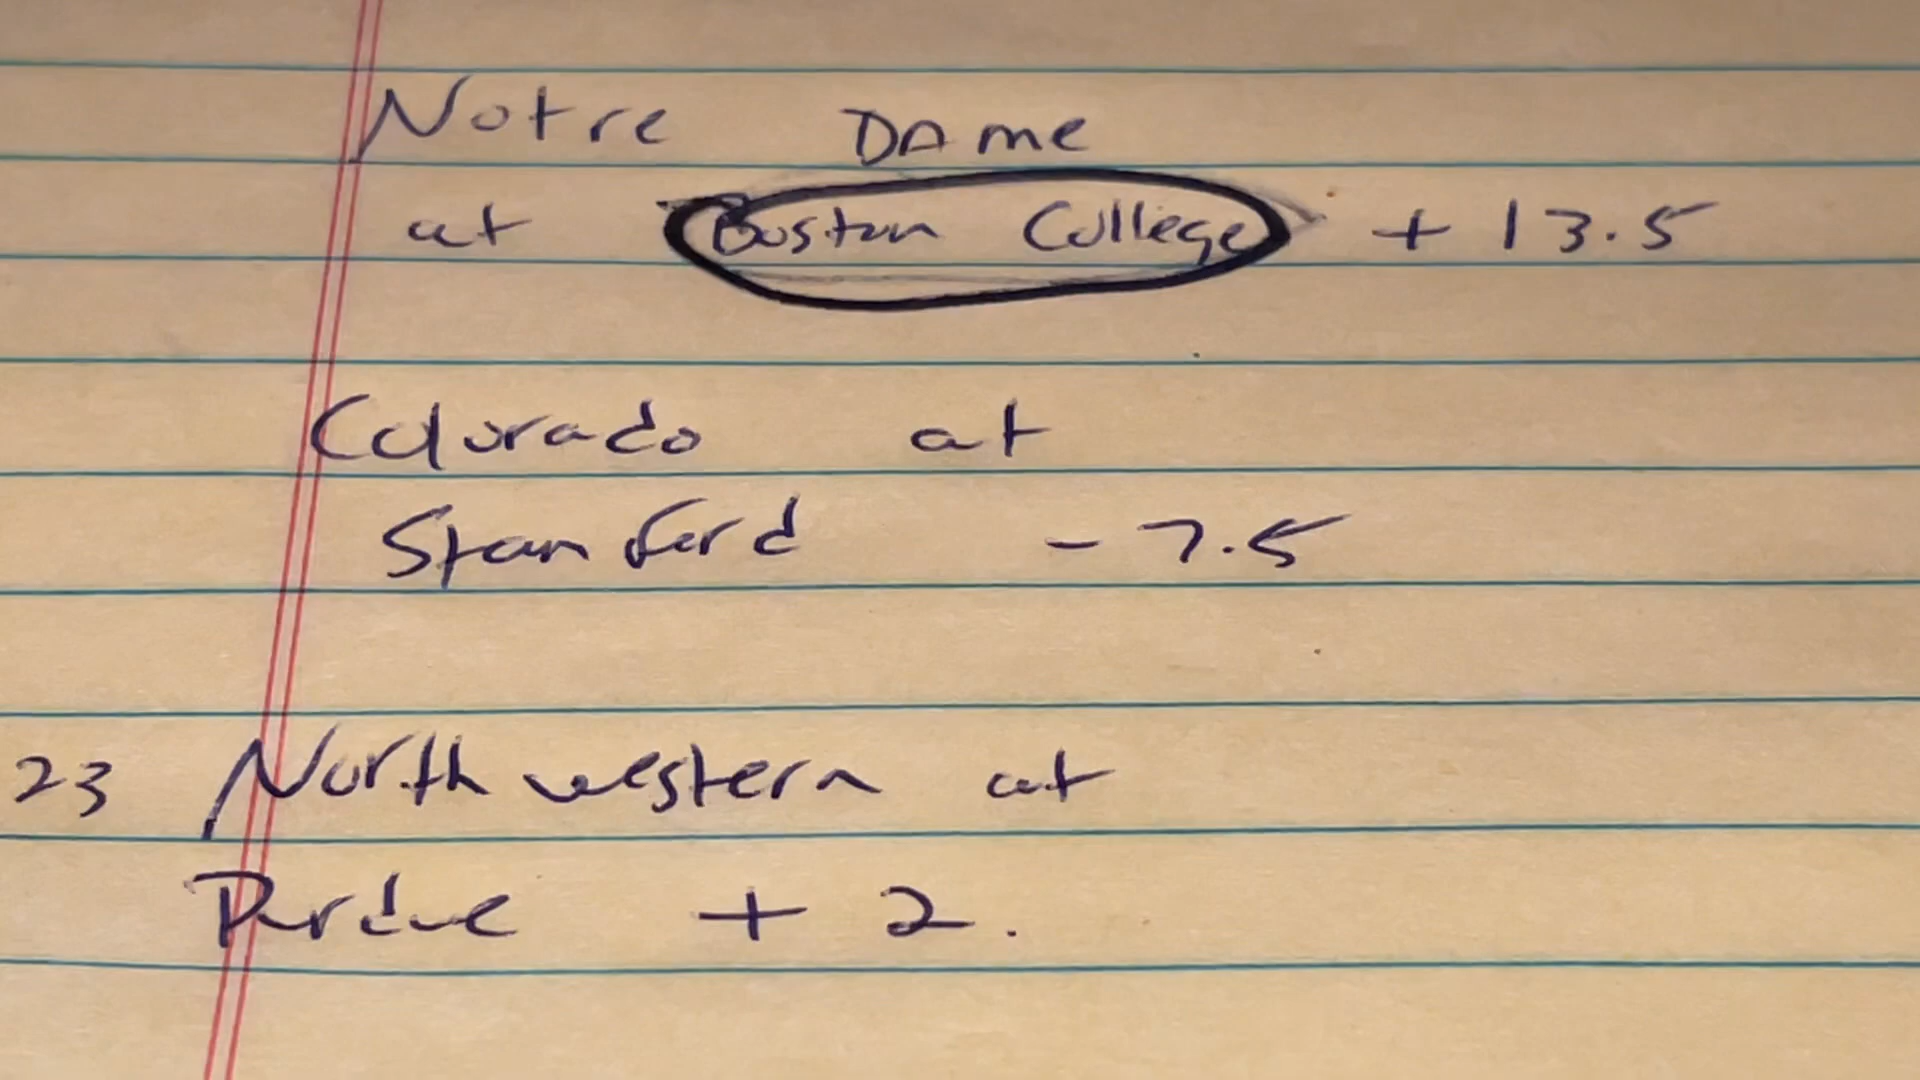 Notre DAme
at Boston College + 13.5
Colorado at
Stanford - 7.5
23 Northwestern at
Purdue + 2.